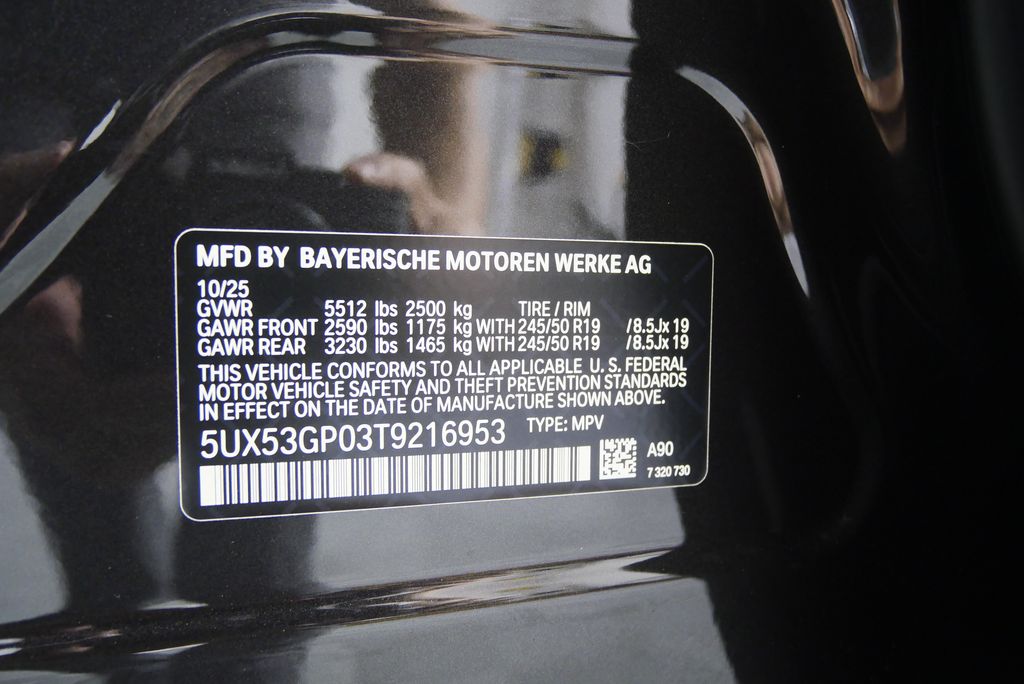 MFD BY BAYERISCHE MOTOREN WERKE AG
10/25
GVWR 5512 lbs 2500 kg TIRE / RIM
GAWR FRONT 2590 lbs 1175 kg WITH 245/50 R19 /8.5Jx 19
GAWR REAR 3230 lbs 1465 kg WITH 245/50 R19 /8.5Jx 19
THIS VEHICLE CONFORMS TO ALL APPLICABLE U. S. FEDERAL
MOTOR VEHICLE SAFETY AND THEFT PREVENTION STANDARDS
IN EFFECT ON THE DATE OF MANUFACTURE SHOWN ABOVE.
5UX53GP03T9216953 TYPE: MPV
A90
7 320 730